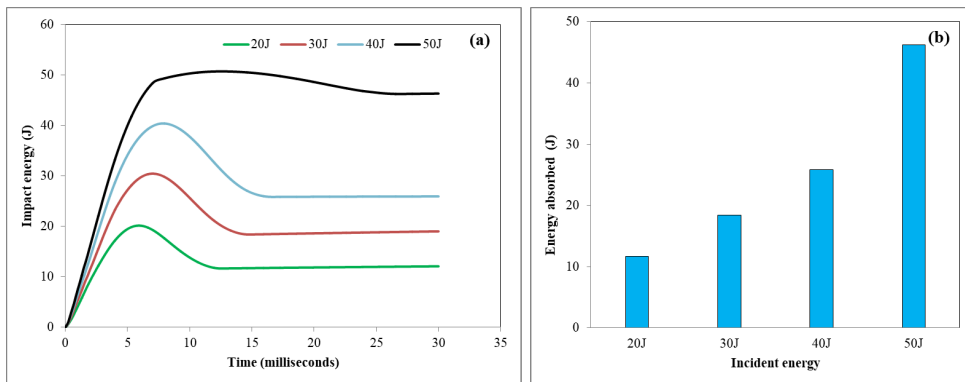 (a)
20J 30J 40J 50J
60
50
40
30
20
10
0
Impact energy (J)
0 5 10 15 20 25 30 35
Time (milliseconds)
(b)
50
40
30
20
10
0
Energy absorbed (J)
20J 30J 40J 50J
Incident energy